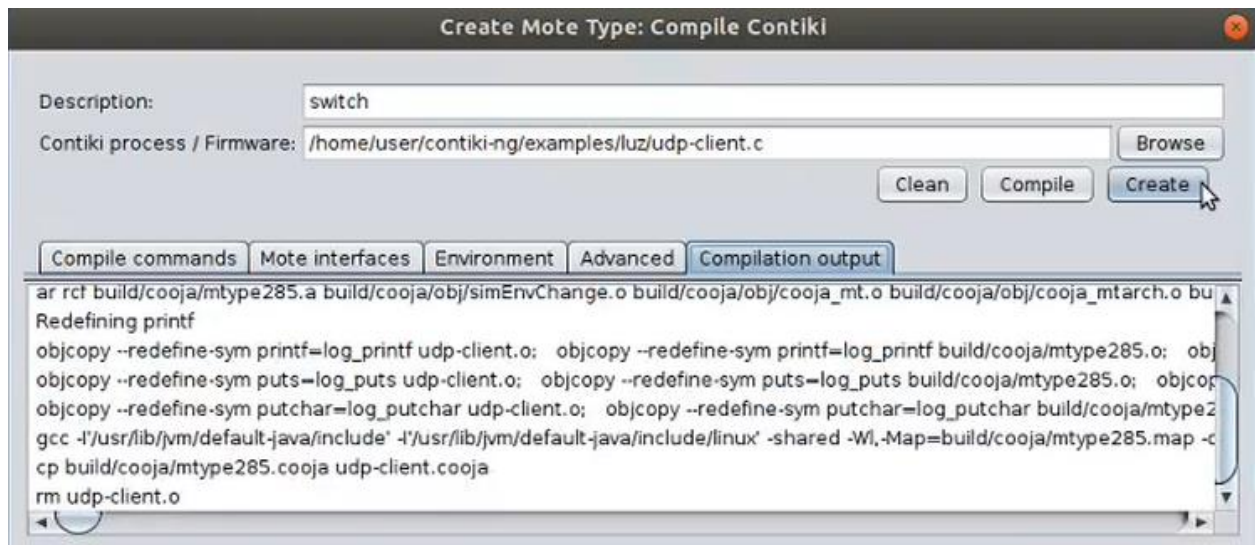 Create Mote Type: Compile Contiki
Description: switch
Contiki process / Firmware: /home/user/contiki-ng/examples/luz/udp-client.c Browse
Clean Compile Create
Compile commands Mote interfaces Environment Advanced Compilation output
ar rcf build/cooja/mtype285.a build/cooja/obj/simEnvChange.o build/cooja/obj/cooja_mt.o build/cooja/obj/cooja_mtarch.o bu
Redefining printf
objcopy --redefine-sym printf=log_printf udp-client.o; objcopy --redefine-sym printf=log_printf build/cooja/mtype285.o; obj
objcopy --redefine-sym puts=log_puts udp-client.o; objcopy --redefine-sym puts=log_puts build/cooja/mtype285.o; objcop
objcopy --redefine-sym putchar=log_putchar udp-client.o; objcopy --redefine-sym putchar=log_putchar build/cooja/mtype2
gcc -I'/usr/lib/jvm/default-java/include' -I'/usr/lib/jvm/default-java/include/linux' -shared -Wl,-Map=build/cooja/mtype285.map -o
cp build/cooja/mtype285.cooja udp-client.cooja
rm udp-client.o